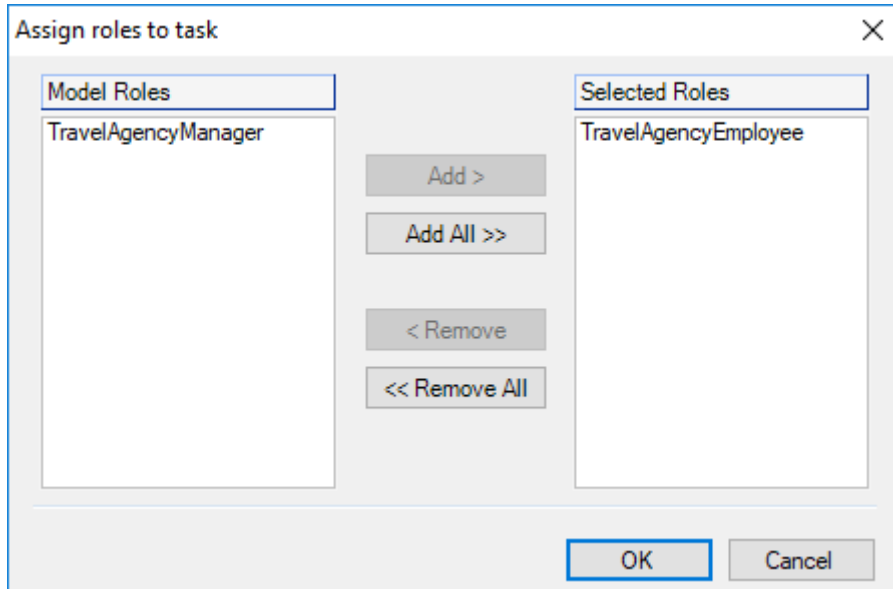 Assign roles to task
Model Roles
Selected Roles
TravelAgencyManager
TravelAgencyEmployee
Add >
Add All >>
< Remove
<< Remove All
OK
Cancel